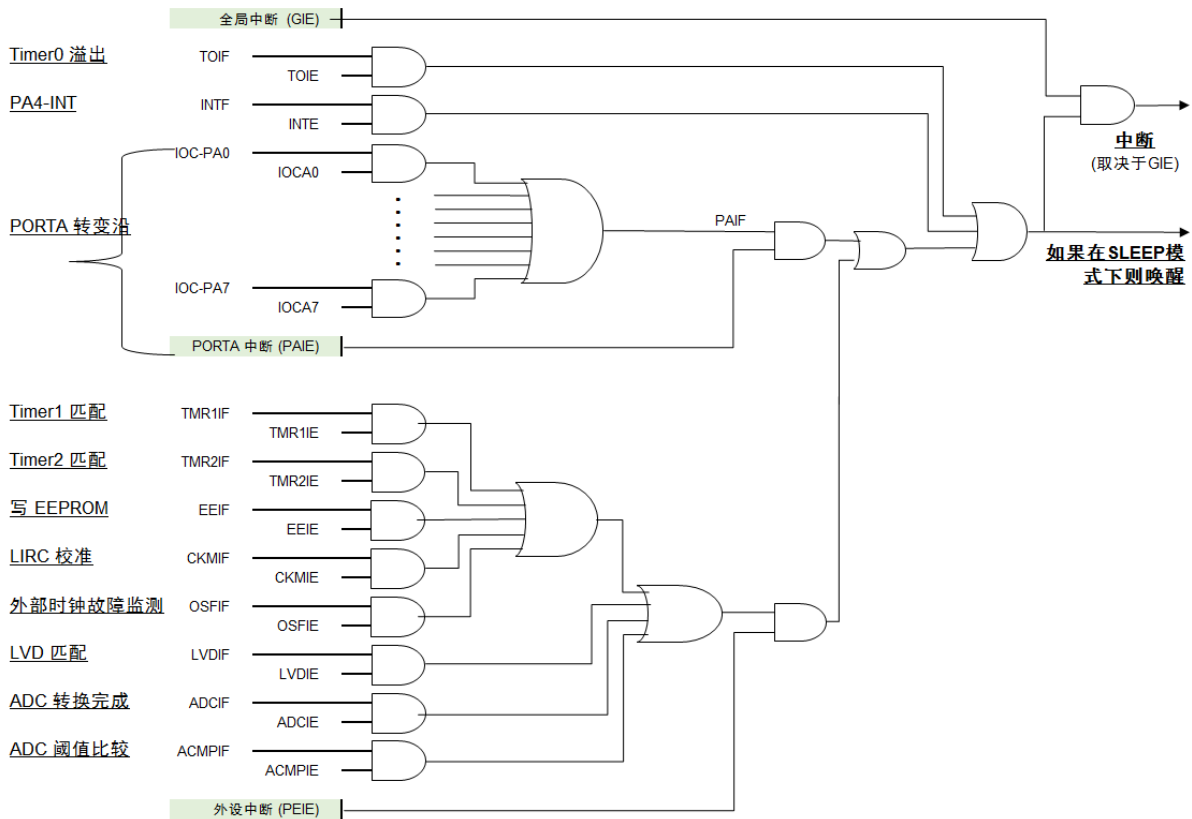 全局中断 (GIE)
Timer0 溢出
TOIF
TOIE
PA4-INT
INTF
INTE
中断
(取决于GIE)
IOC-PA0
IOCA0
PORTA 转变沿
PAIF
如果在SLEEP模
式下则唤醒
IOC-PA7
IOCA7
PORTA 中断 (PAIE)
Timer1 匹配
TMR1IF
TMR1IE
Timer2 匹配
TMR2IF
TMR2IE
写 EEPROM
EEIF
EEIE
LIRC 校准
CKMIF
CKMIE
外部时钟故障监测
OSFIF
OSFIE
LVD 匹配
LVDIF
LVDIE
ADC 转换完成
ADCIF
ADCIE
ADC 阈值比较
ACMPIF
ACMPIE
外设中断 (PEIE)